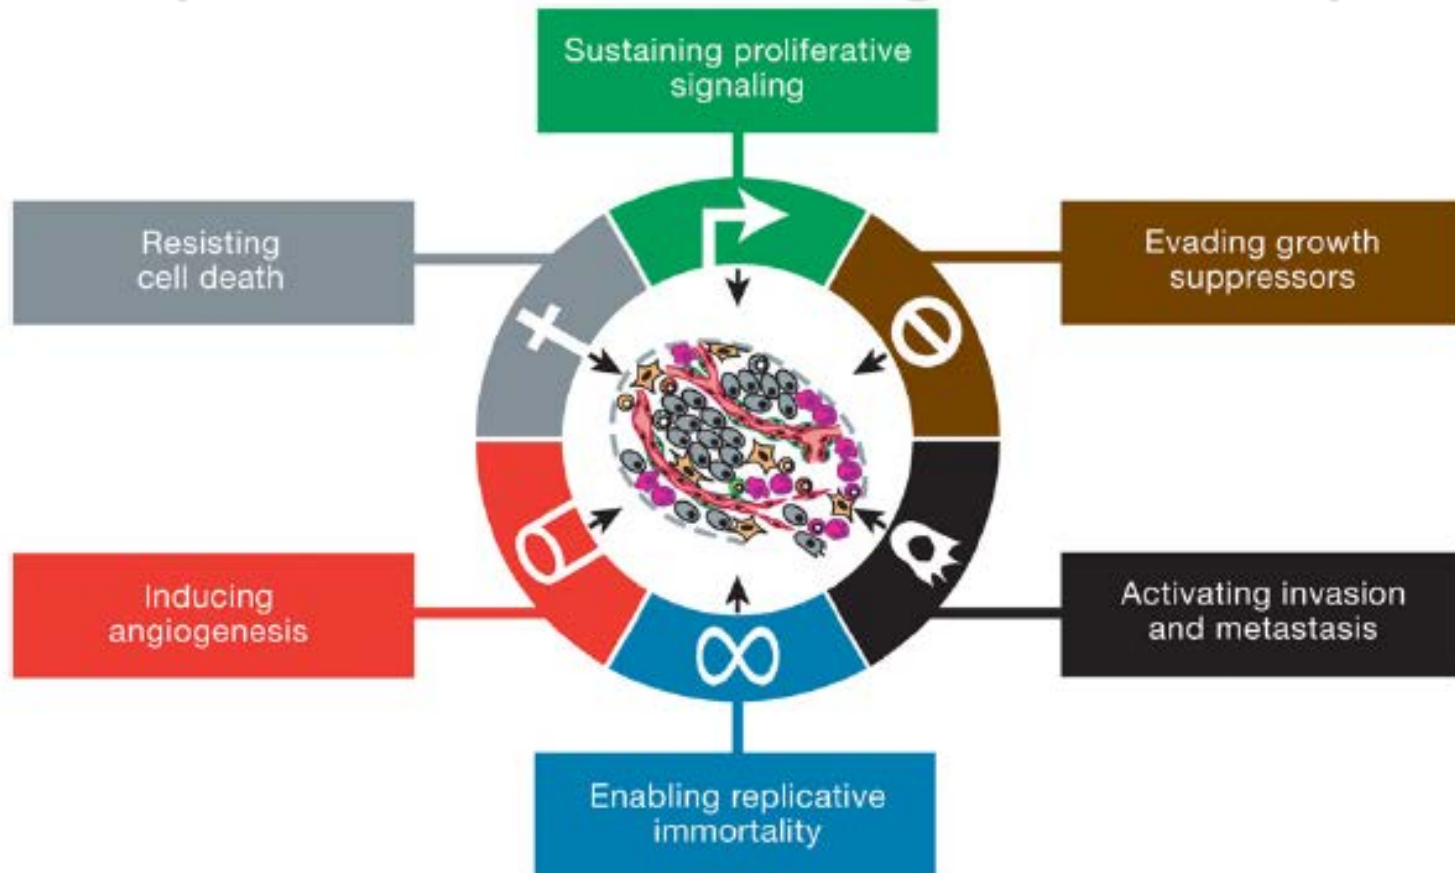 Sustaining proliferative
signaling
Resisting
cell death
Evading growth
suppressors
Inducing
angiogenesis
Activating invasion
and metastasis
Enabling replicative
immortality